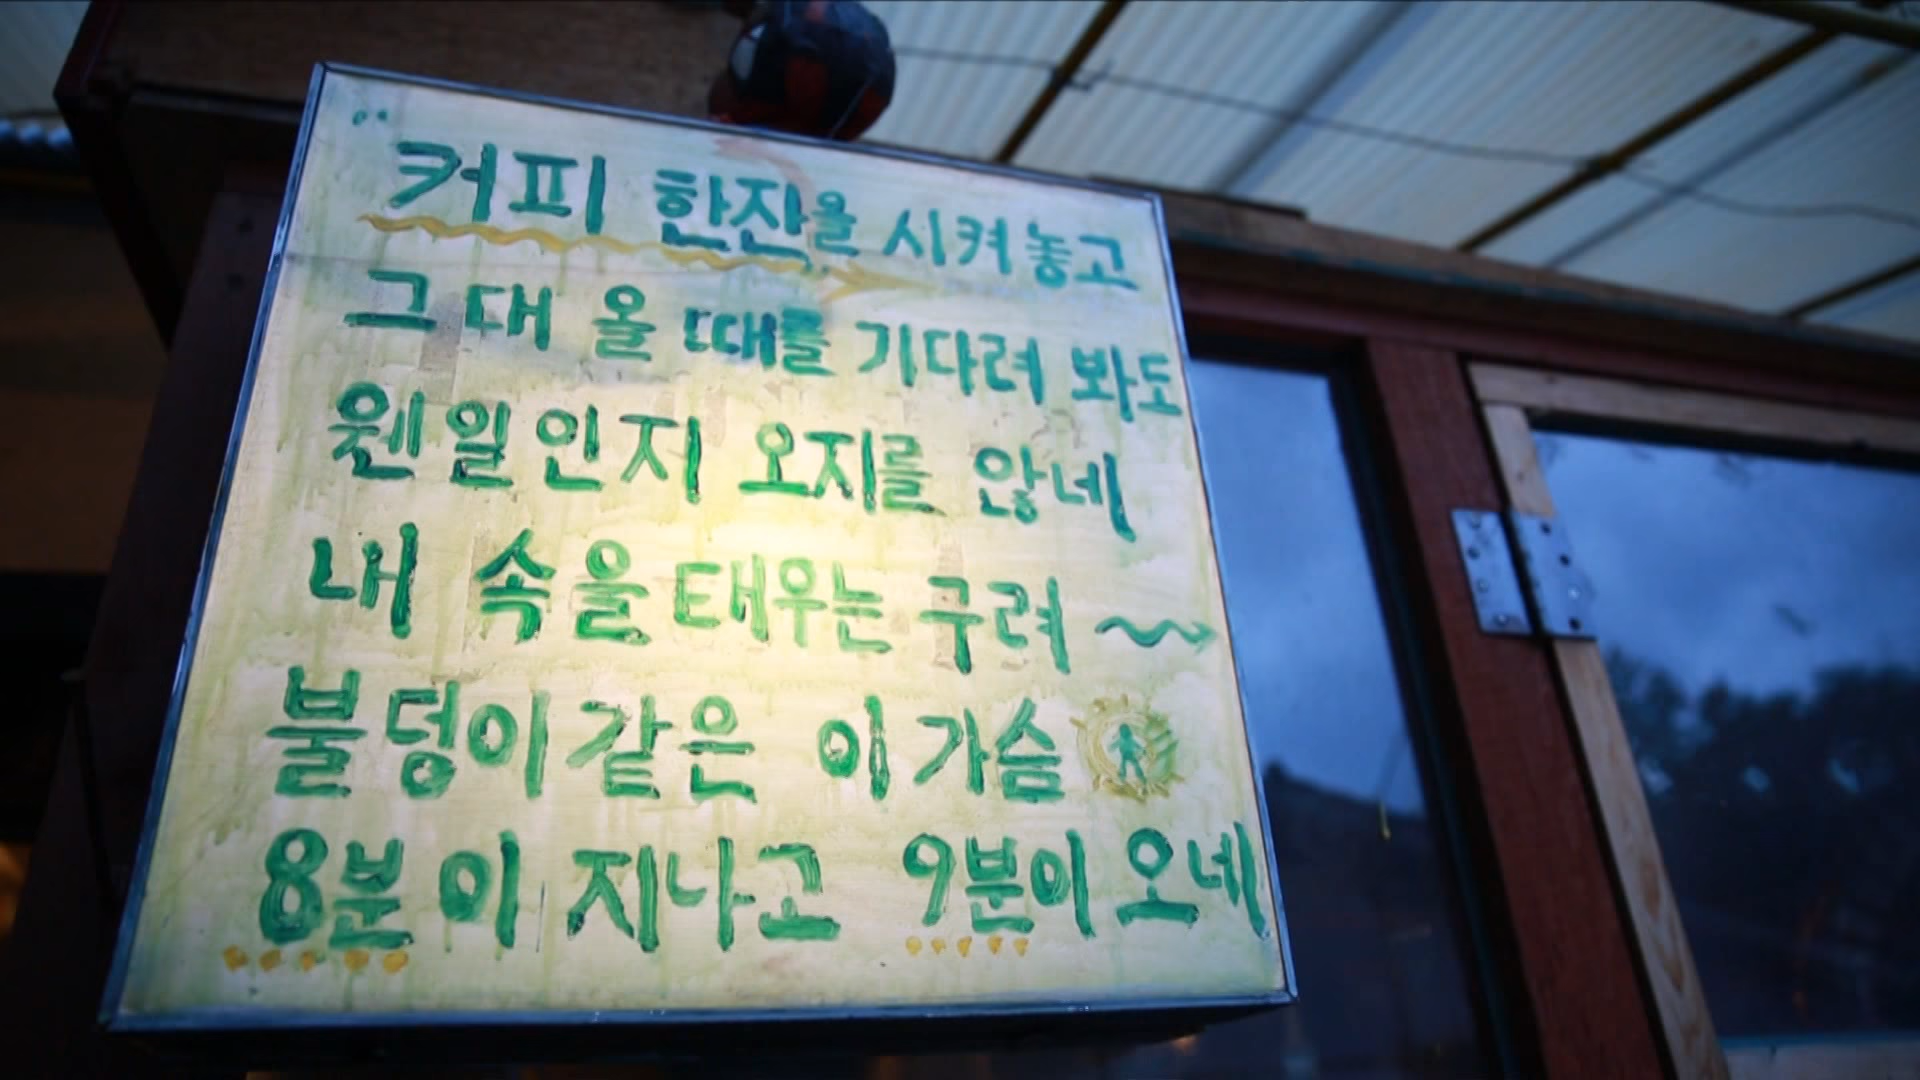 "커피 한잔을 시켜놓고
그대 올 때를 기다려 봐도
웬일인지 오지를 않네
내 속을 태우는 구려
불덩이 같은 이 가슴
8분이 지나고 9분이 오네